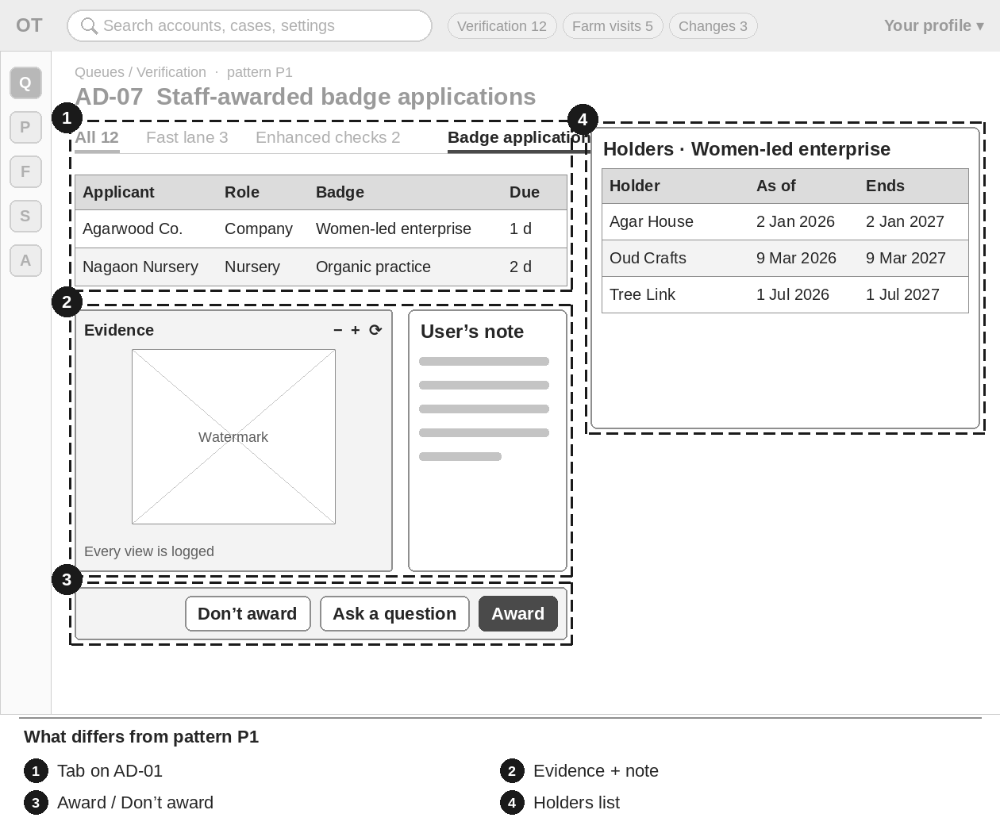 OT
Search accounts, cases, settings
Verification 12
Farm visits 5
Changes 3
Your profile ▾
Q
P
F
S
A
Queues / Verification · pattern P1
AD-07 Staff-awarded badge applications
1
All 12
Fast lane 3
Enhanced checks 2
Badge application
Applicant Role Badge Due
Agarwood Co. Company Women-led enterprise 1 d
Nagaon Nursery Nursery Organic practice 2 d
2
Evidence − + ⟳
Watermark
Every view is logged
User’s note
3
Don’t award
Ask a question
Award
4
Holders · Women-led enterprise
Holder As of Ends
Agar House 2 Jan 2026 2 Jan 2027
Oud Crafts 9 Mar 2026 9 Mar 2027
Tree Link 1 Jul 2026 1 Jul 2027
What differs from pattern P1
1 Tab on AD-01
2 Evidence + note
3 Award / Don’t award
4 Holders list